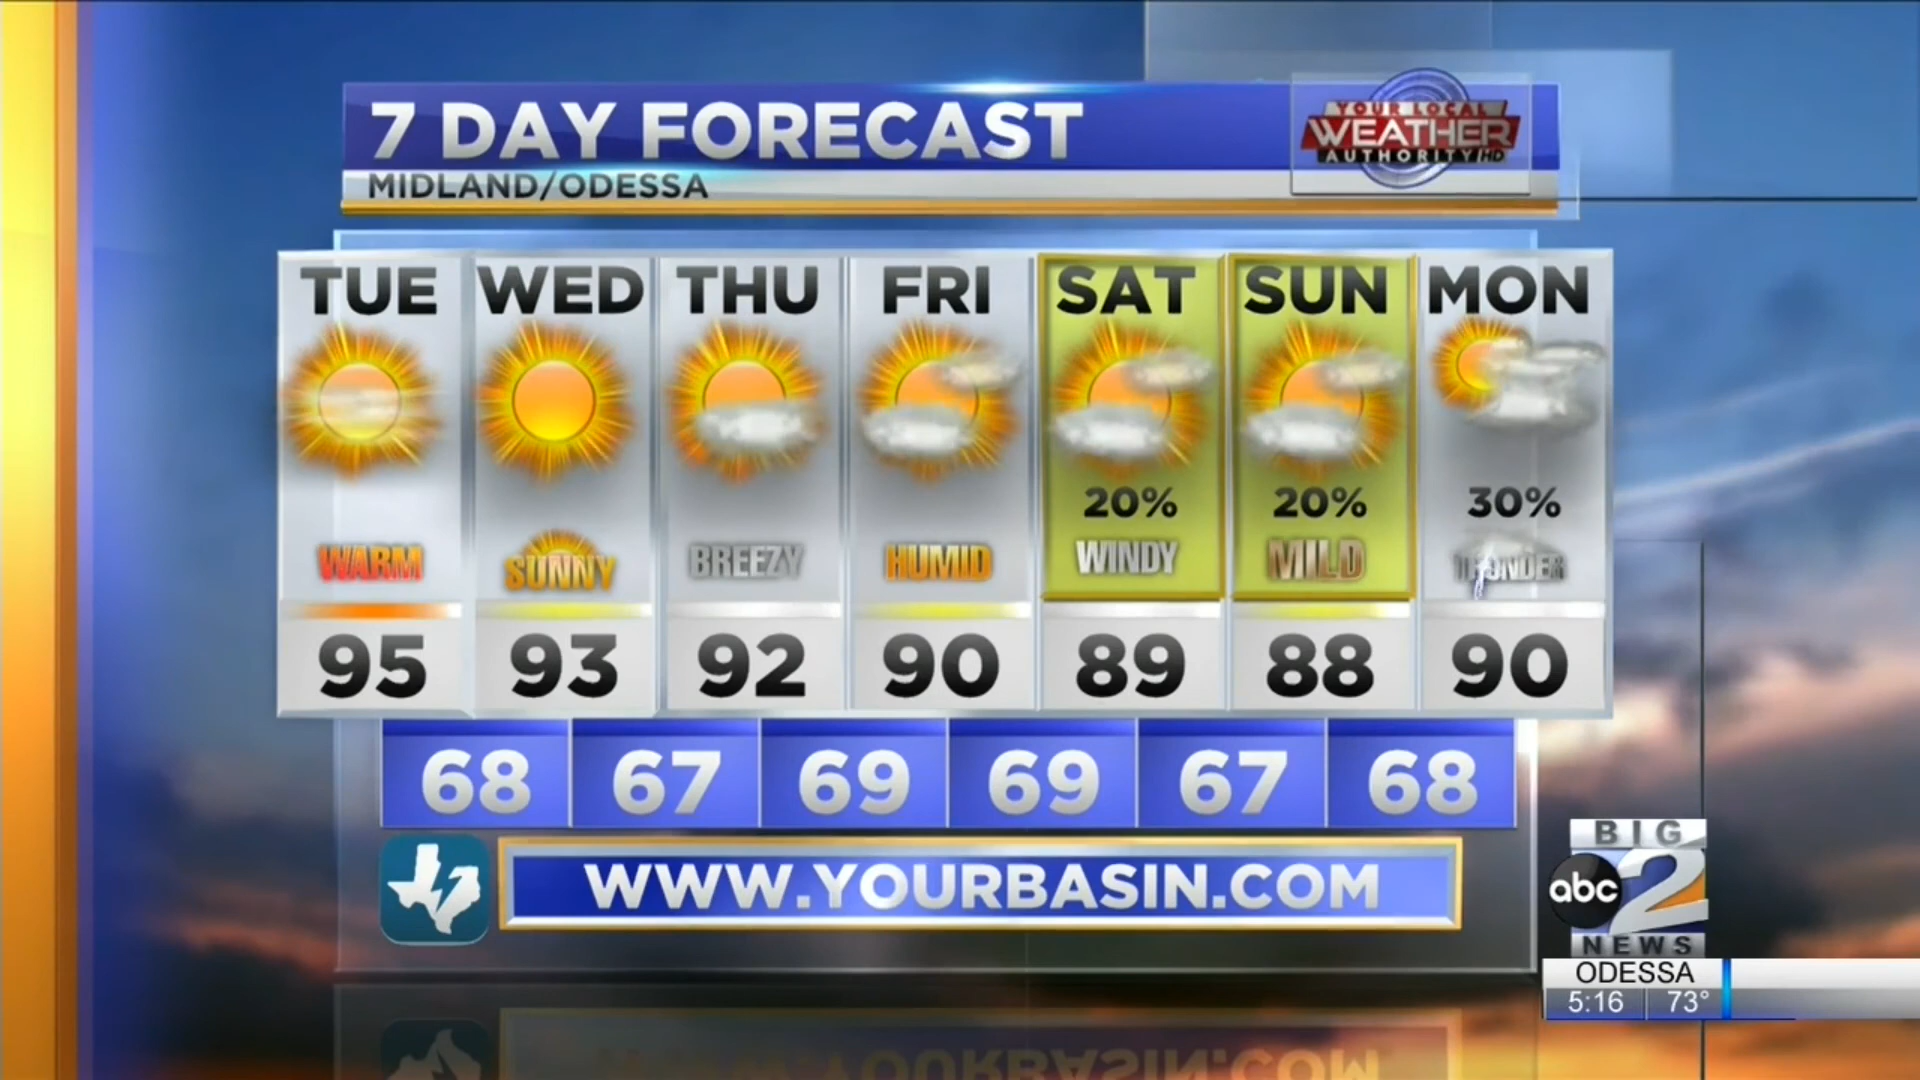 7 DAY FORECAST
MIDLAND/ODESSA
YOUR LOCAL
WEATHER
AUTHORITY HD
TUE WED THU FRI SAT SUN MON
20% 20% 30%
WARM SUNNY BREEZY HUMID WINDY MILD THUNDER
95 93 92 90 89 88 90
68 67 69 69 67 68
WWW.YOURBASIN.COM
BIG
abc 2
NEWS
ODESSA
5:16 73°